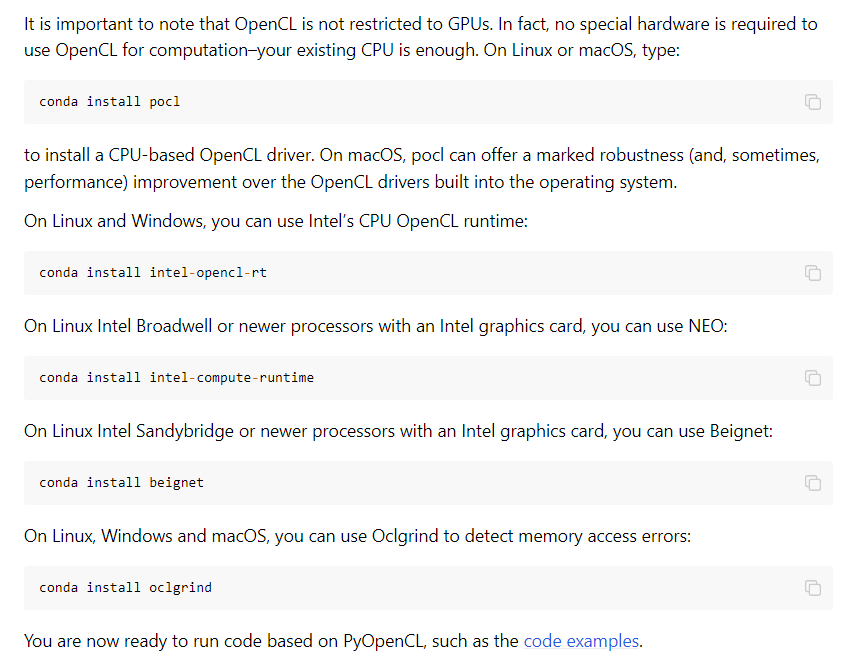 It is important to note that OpenCL is not restricted to GPUs. In fact, no special hardware is required to
use OpenCL for computation–your existing CPU is enough. On Linux or macOS, type:
conda install pocl
to install a CPU-based OpenCL driver. On macOS, pocl can offer a marked robustness (and, sometimes,
performance) improvement over the OpenCL drivers built into the operating system.
On Linux and Windows, you can use Intel’s CPU OpenCL runtime:
conda install intel-opencl-rt
On Linux Intel Broadwell or newer processors with an Intel graphics card, you can use NEO:
conda install intel-compute-runtime
On Linux Intel Sandybridge or newer processors with an Intel graphics card, you can use Beignet:
conda install beignet
On Linux, Windows and macOS, you can use Oclgrind to detect memory access errors:
conda install oclgrind
You are now ready to run code based on PyOpenCL, such as the code examples.